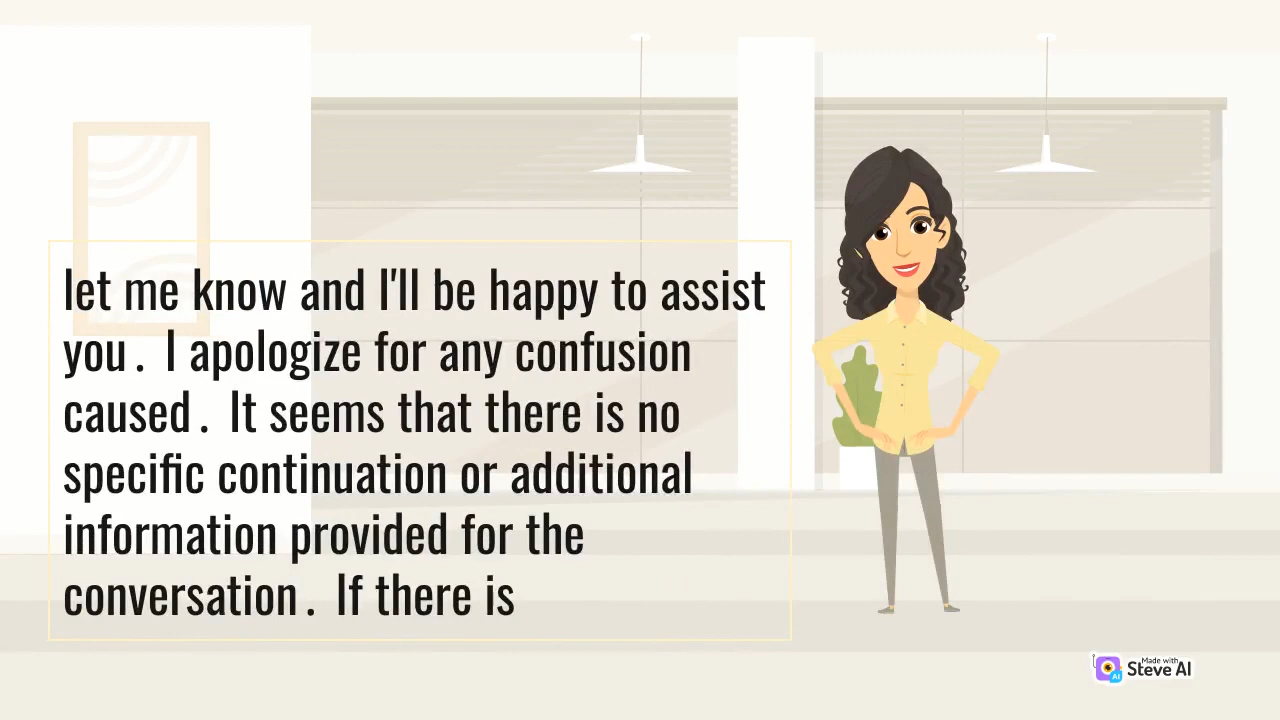 let me know and I'll be happy to assist
you . I apologize for any confusion
caused . It seems that there is no
specific continuation or additional
information provided for the
conversation . If there is
Made with
AI Steve AI